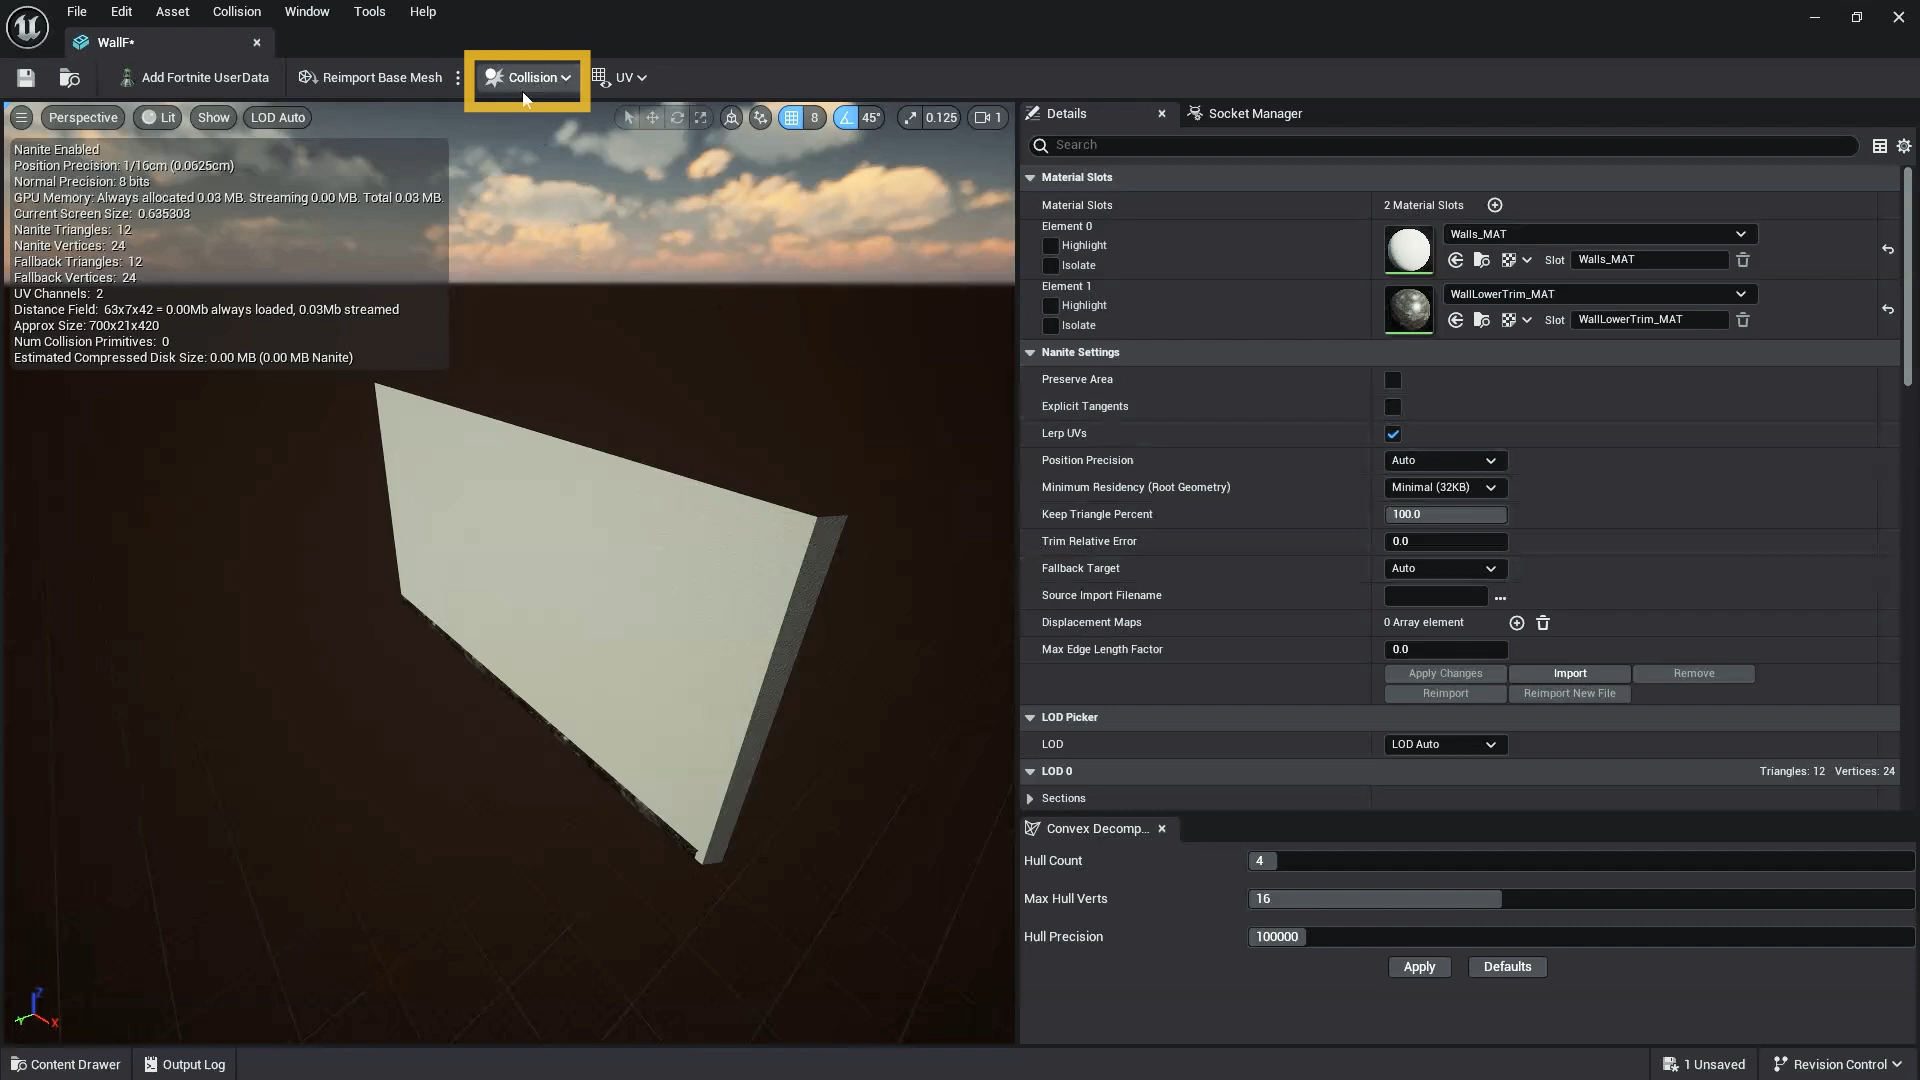 File Edit Asset Collision Window Tools Help
WallF*
Add Fortnite UserData Reimport Base Mesh Collision UV
Perspective Lit Show LOD Auto 8 45° 0.125 1
Nanite Enabled
Position Precision: 1/16cm (0.0625cm)
Normal Precision: 8 bits
GPU Memory: Always allocated 0.03 MB. Streaming 0.00 MB. Total 0.03 MB.
Current Screen Size: 0.635303
Nanite Triangles: 12
Nanite Vertices: 24
Fallback Triangles: 12
Fallback Vertices: 24
UV Channels: 2
Distance Field: 63x7x42 = 0.00Mb always loaded, 0.03Mb streamed
Approx Size: 700x21x420
Num Collision Primitives: 0
Estimated Compressed Disk Size: 0.00 MB (0.00 MB Nanite)
Z
Y X
Details Socket Manager
Search
Material Slots
Material Slots 2 Material Slots
Element 0
Highlight
Isolate
Walls_MAT
Slot Walls_MAT
Element 1
Highlight
Isolate
WallLowerTrim_MAT
Slot WallLowerTrim_MAT
Nanite Settings
Preserve Area
Explicit Tangents
Lerp UVs
Position Precision Auto
Minimum Residency (Root Geometry) Minimal (32KB)
Keep Triangle Percent 100.0
Trim Relative Error 0.0
Fallback Target Auto
Source Import Filename ...
Displacement Maps 0 Array element
Max Edge Length Factor 0.0
Apply Changes Import Remove
Reimport Reimport New File
LOD Picker
LOD LOD Auto
LOD 0 Triangles: 12 Vertices: 24
Sections
Convex Decomp...
Hull Count 4
Max Hull Verts 16
Hull Precision 100000
Apply Defaults
Content Drawer Output Log 1 Unsaved Revision Control